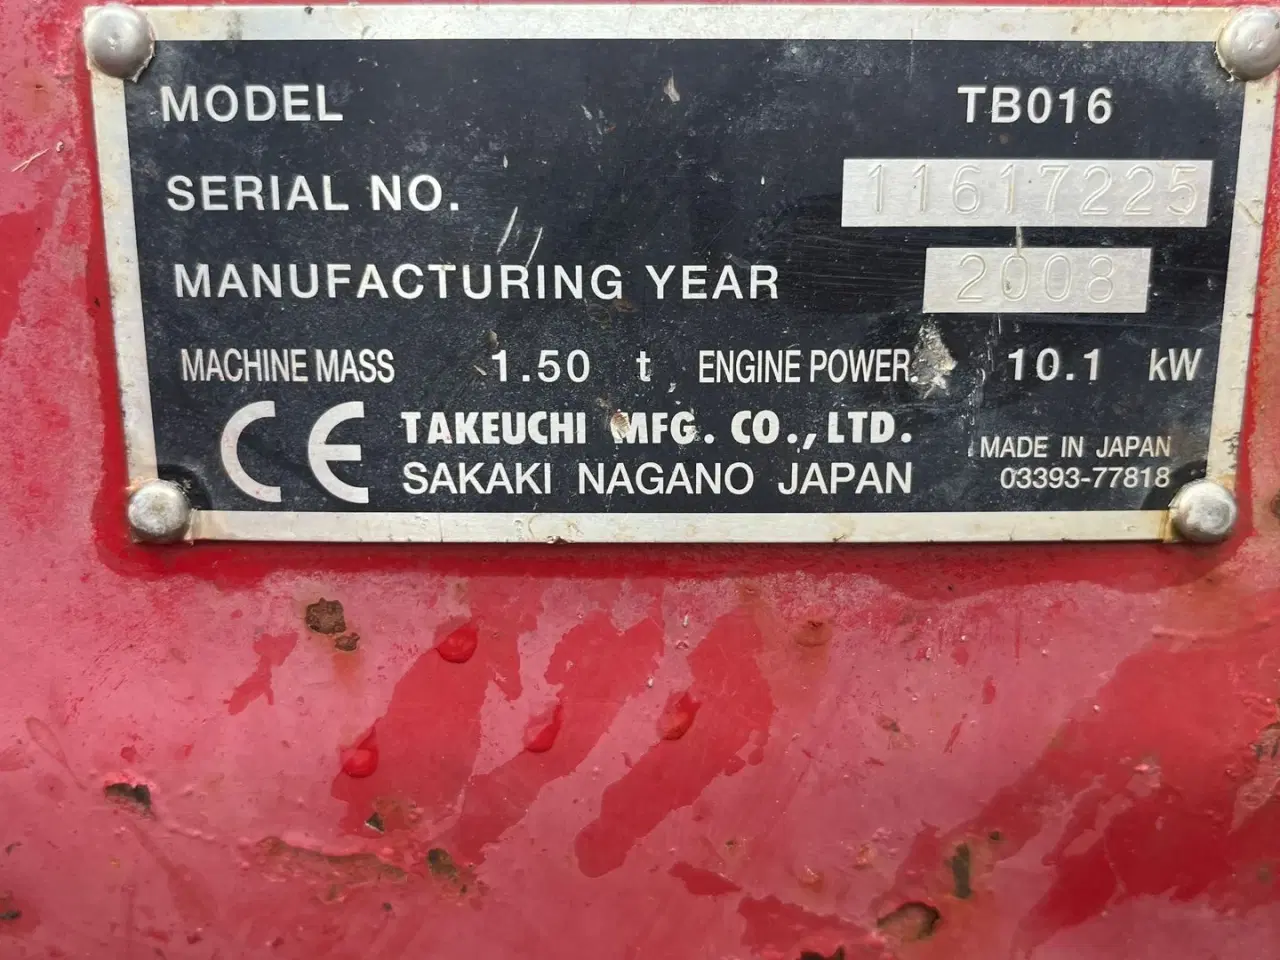 MODEL TB016
SERIAL NO. 11617225
MANUFACTURING YEAR 2008
MACHINE MASS 1.50 t ENGINE POWER. 10.1 kW
CE TAKEUCHI MFG. CO., LTD.
SAKAKI NAGANO JAPAN
MADE IN JAPAN
03393-77818